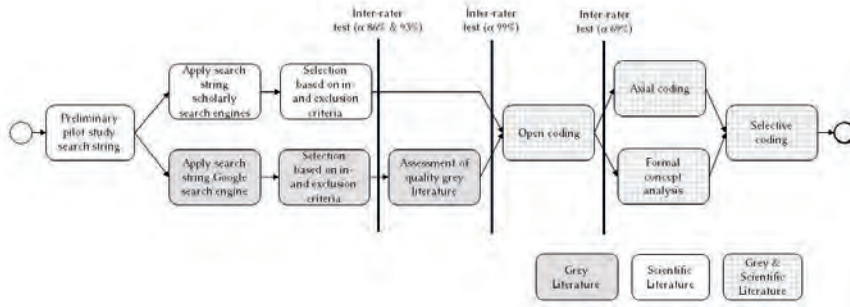 Inter-rater
test (α 86% & 93%)
Inter-rater
test (α 99%)
Inter-rater
test (α 69%)
Preliminary
pilot study
search string
Apply search
string
scholarly
search engines
Selection
based on in-
and exclusion
criteria
Apply search
string Google
search engine
Selection
based on in-
and exclusion
criteria
Assessment of
quality grey
literature
Open coding
Axial coding
Formal
concept
analysis
Selective
coding
Grey
Literature
Scientific
Literature
Grey &
Scientific
Literature